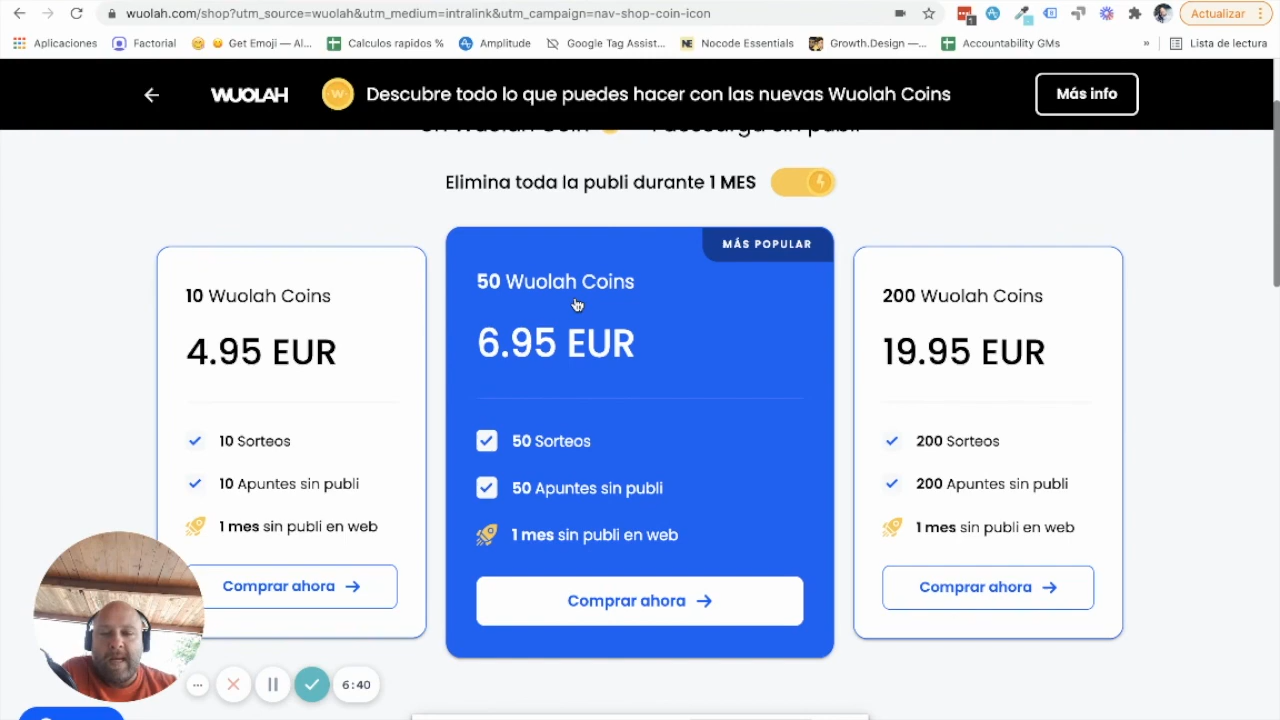 wuolah.com/shop?utm_source=wuolah&utm_medium=intralink&utm_campaign=nav-shop-coin-icon
Actualizar
Aplicaciones
Factorial
Get Emoji — Al...
Calculos rapidos %
Amplitude
Google Tag Assist...
NE Nocode Essentials
Growth.Design —...
Accountability GMs
»
Lista de lectura
WUOLAH
W
Descubre todo lo que puedes hacer con las nuevas Wuolah Coins
Más info
Elimina toda la publi durante 1 MES
10 Wuolah Coins
4.95 EUR
10 Sorteos
10 Apuntes sin publi
1 mes sin publi en web
Comprar ahora →
MÁS POPULAR
50 Wuolah Coins
6.95 EUR
50 Sorteos
50 Apuntes sin publi
1 mes sin publi en web
Comprar ahora →
200 Wuolah Coins
19.95 EUR
200 Sorteos
200 Apuntes sin publi
1 mes sin publi en web
Comprar ahora →
6:40